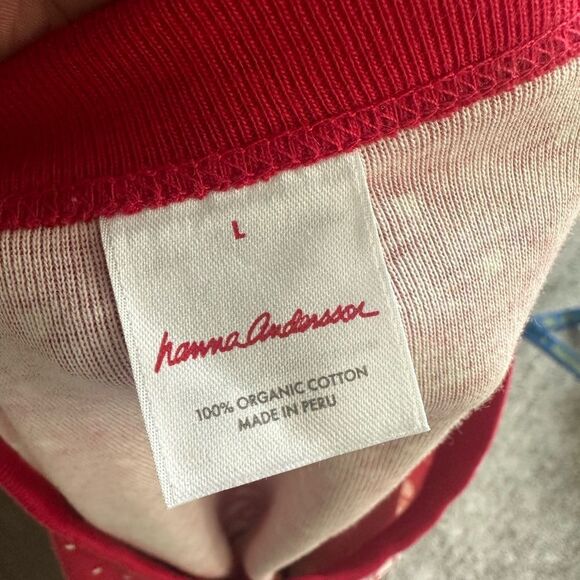 L
hanna andersson
100% ORGANIC COTTON
MADE IN PERU